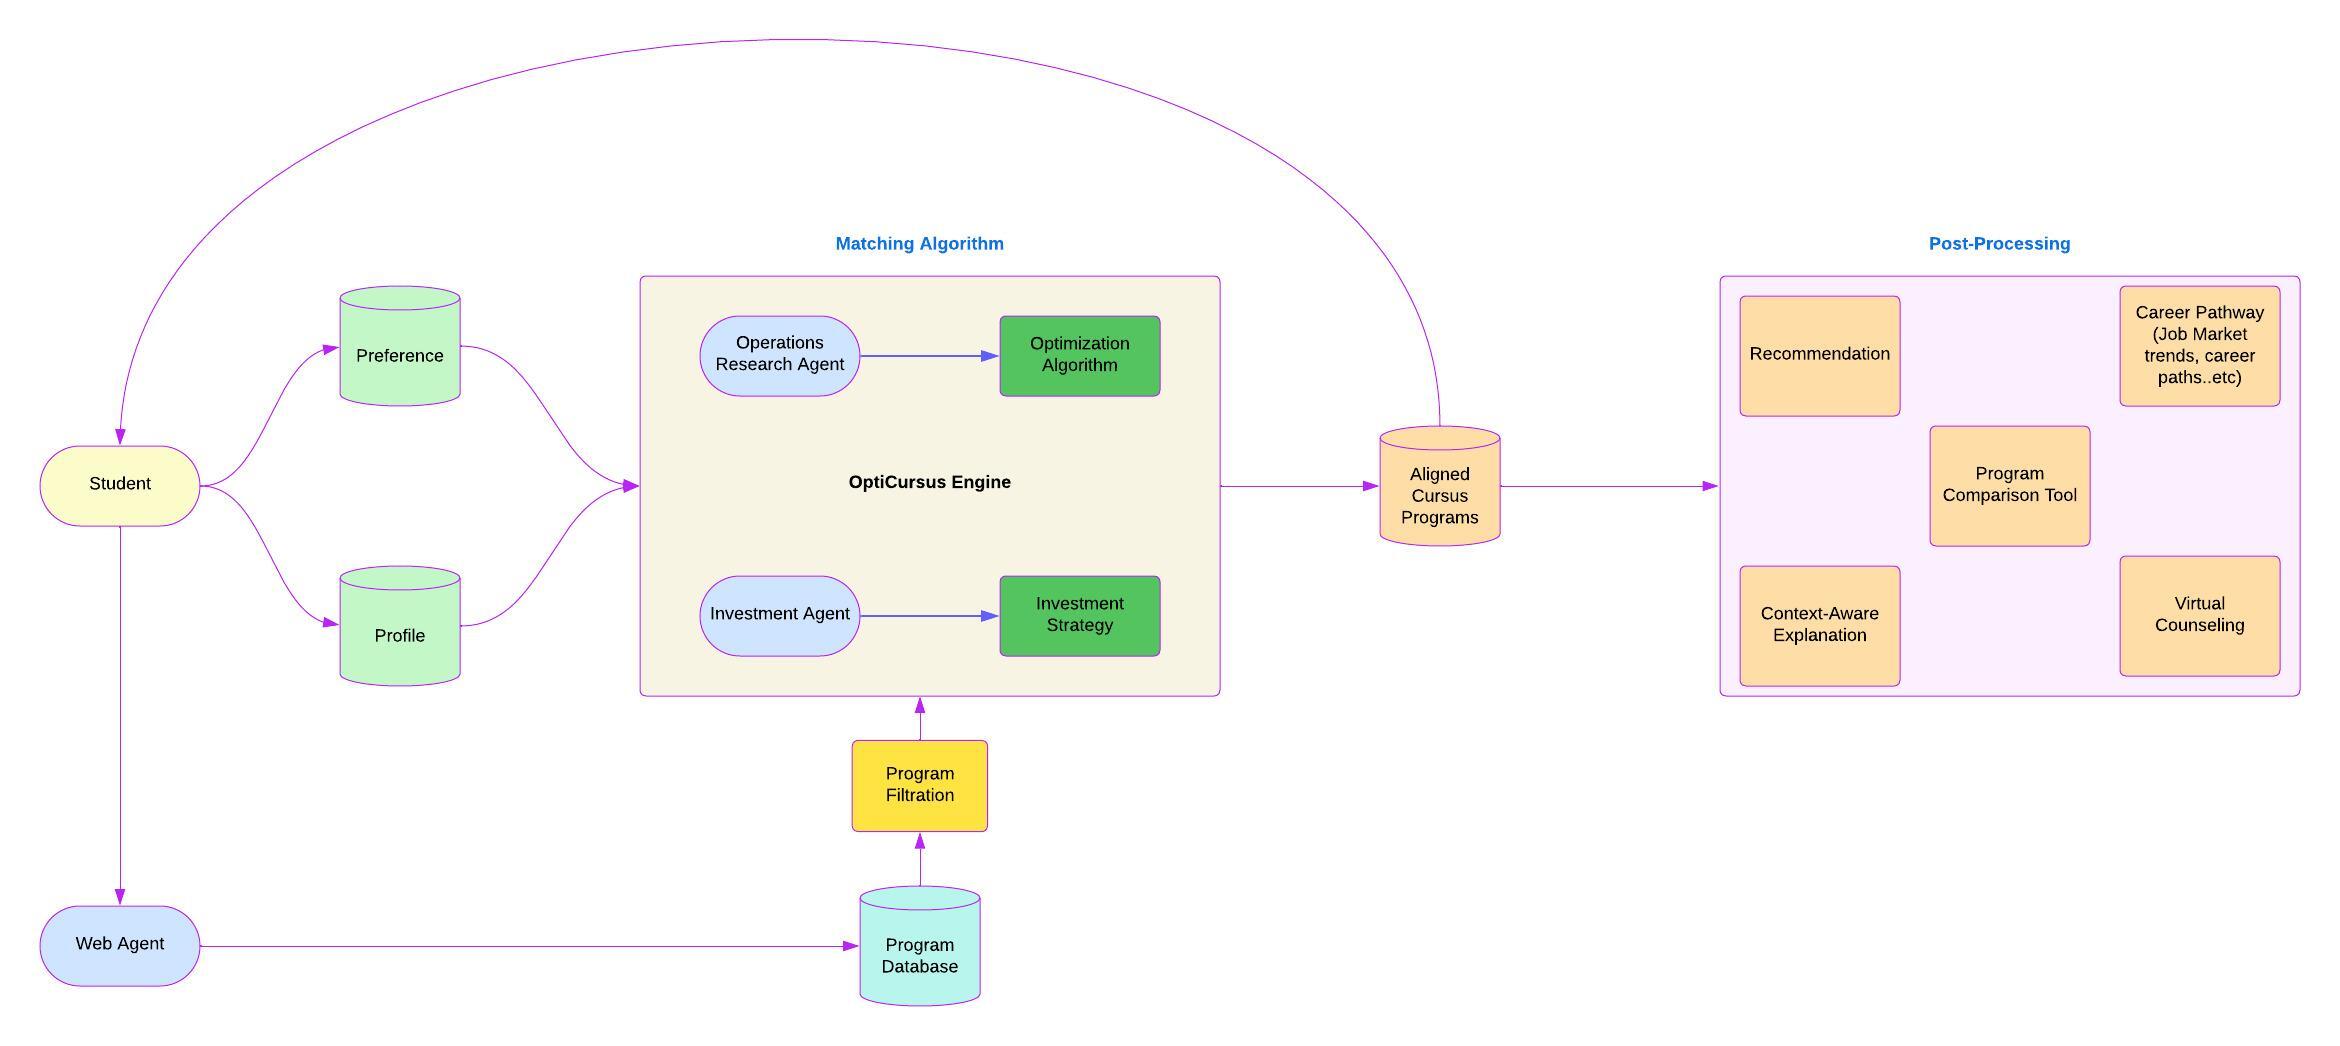 Matching Algorithm
Post-Processing
Preference
Profile
Student
Web Agent
Operations
Research Agent
Optimization
Algorithm
OptiCursus Engine
Investment Agent
Investment
Strategy
Program
Filtration
Program
Database
Aligned
Cursus
Programs
Recommendation
Career Pathway
(Job Market
trends, career
paths..etc)
Program
Comparison Tool
Context-Aware
Explanation
Virtual
Counseling